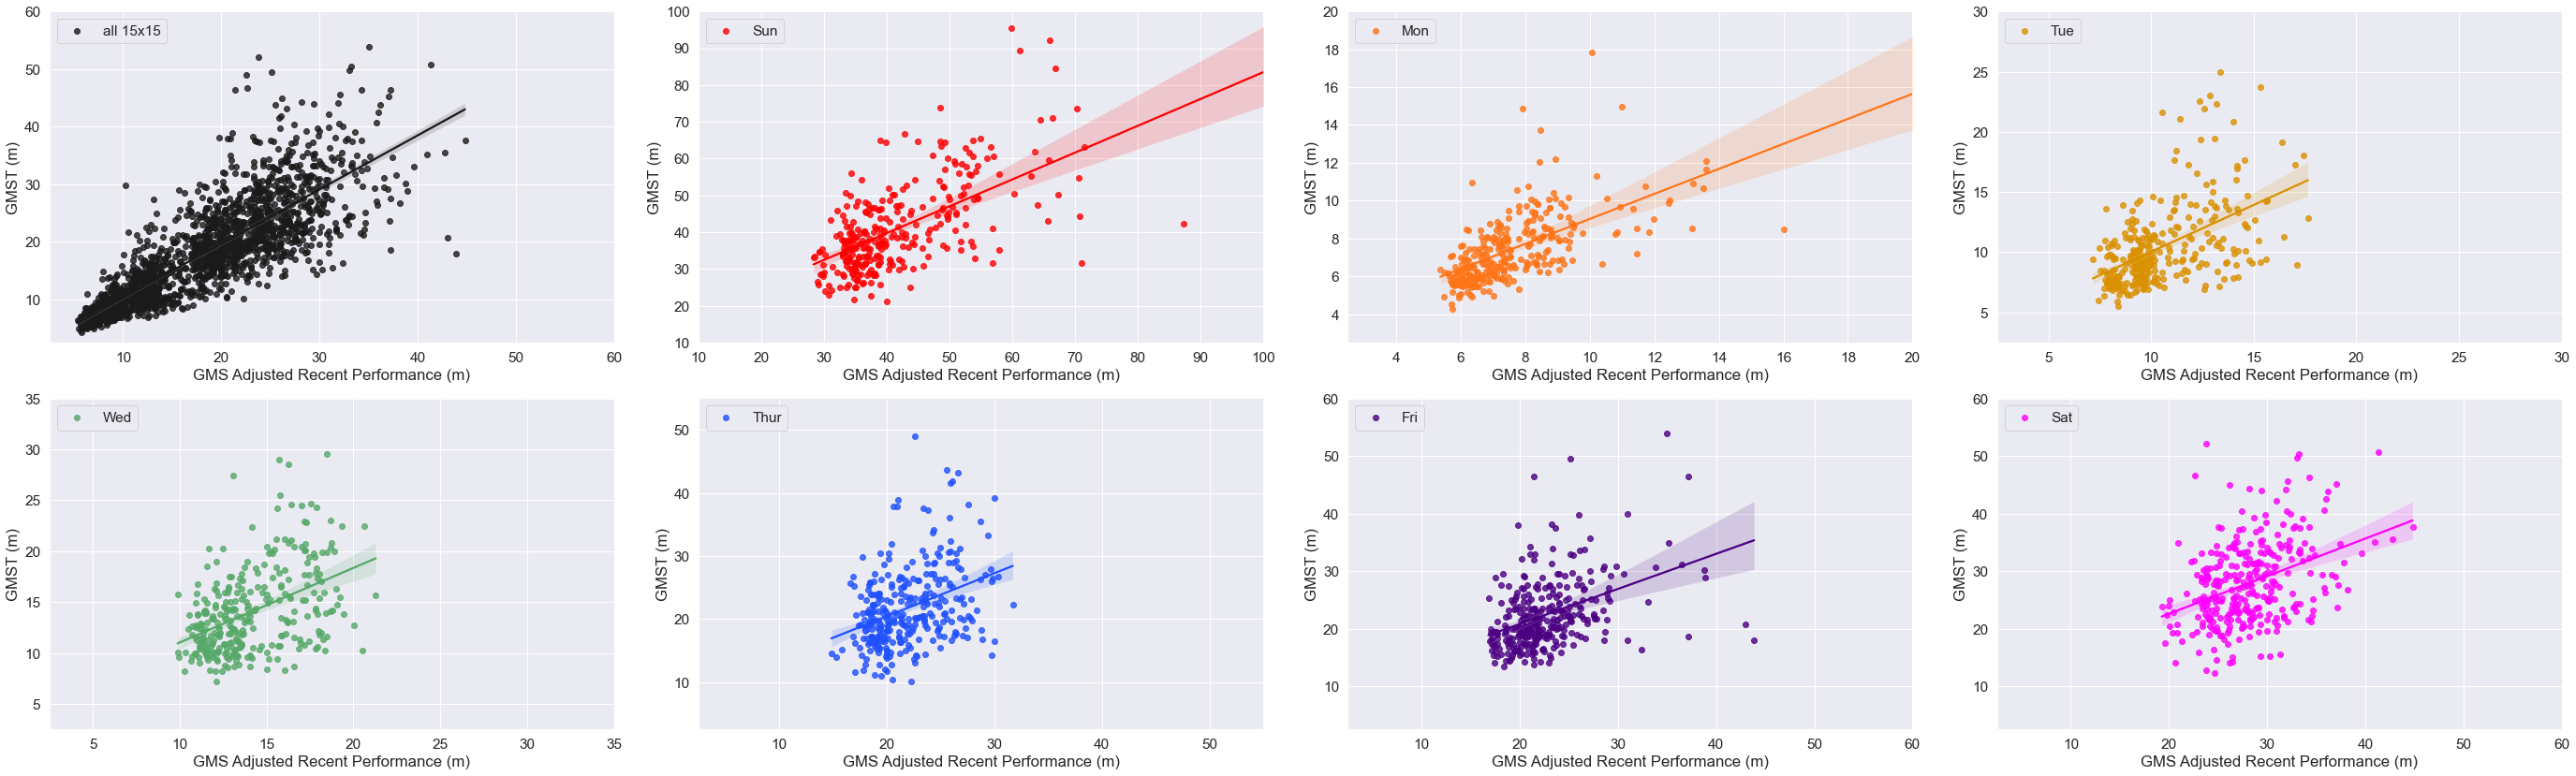 60
50
40
30
20
10
GMST (m)
all 15x15
10 20 30 40 50 60
GMS Adjusted Recent Performance (m)
100
90
80
70
60
50
40
30
20
10
GMST (m)
Sun
10 20 30 40 50 60 70 80 90 100
GMS Adjusted Recent Performance (m)
20
18
16
14
12
10
8
6
4
GMST (m)
Mon
4 6 8 10 12 14 16 18 20
GMS Adjusted Recent Performance (m)
30
25
20
15
10
5
GMST (m)
Tue
5 10 15 20 25 30
GMS Adjusted Recent Performance (m)
35
30
25
20
15
10
5
GMST (m)
Wed
5 10 15 20 25 30 35
GMS Adjusted Recent Performance (m)
50
40
30
20
10
GMST (m)
Thur
10 20 30 40 50
GMS Adjusted Recent Performance (m)
60
50
40
30
20
10
GMST (m)
Fri
10 20 30 40 50 60
GMS Adjusted Recent Performance (m)
60
50
40
30
20
10
GMST (m)
Sat
10 20 30 40 50 60
GMS Adjusted Recent Performance (m)